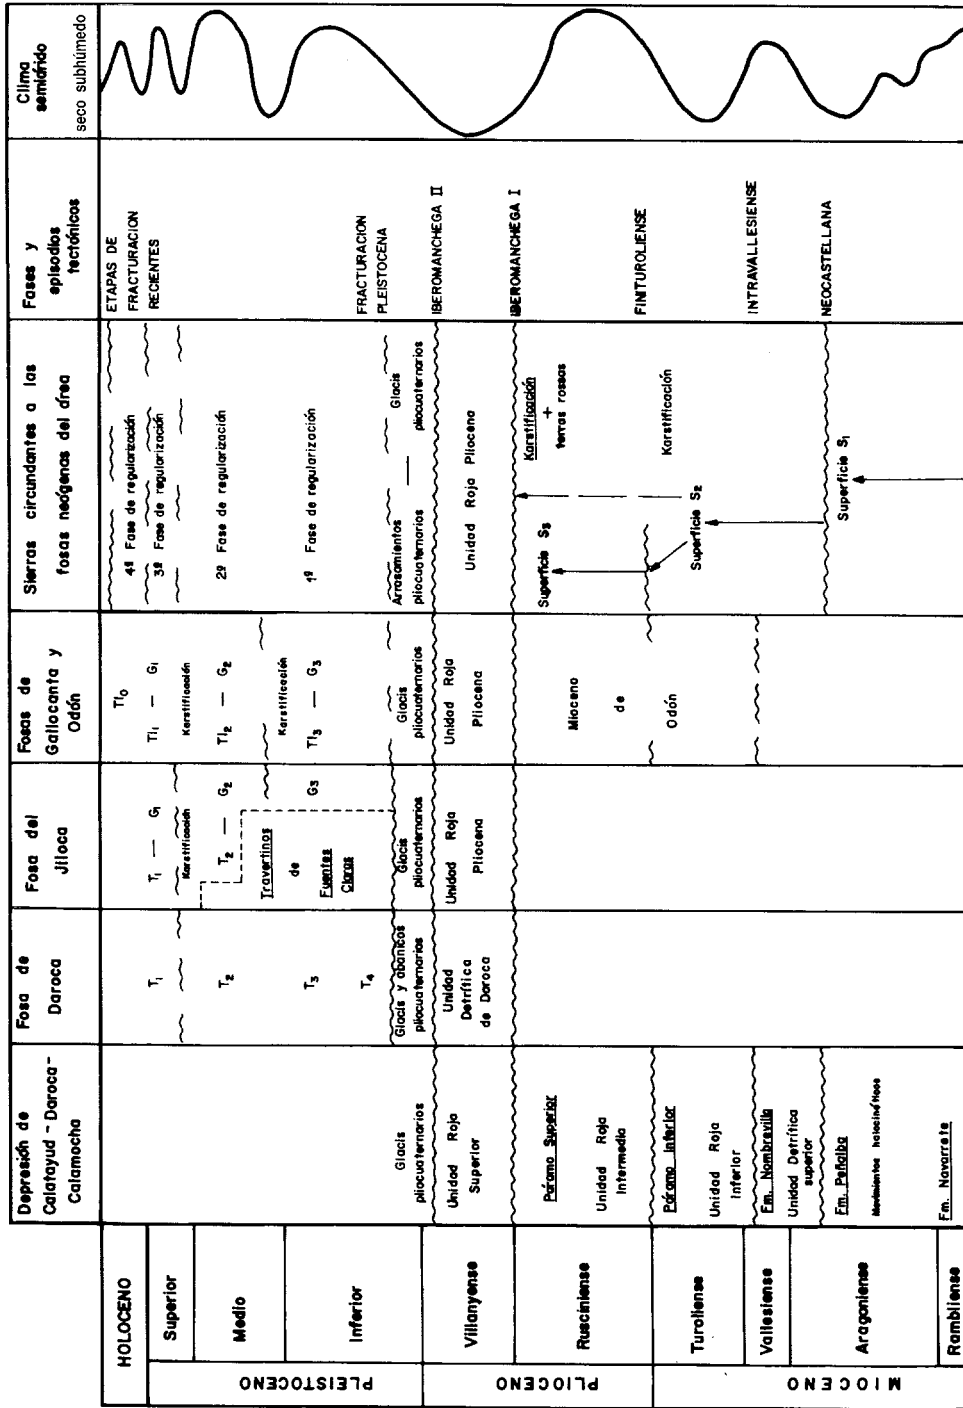 HOLOCENO
PLEISTOCENO
Superior
Medio
Inferior
PLIOCENO
Villanyense
Rusciniense
MIOCENO
Turoliense
Vallesiense
Aragoniense
Rambliense
Depresión de
Calatayud - Daroca-
Calamocha
Glacis
pliocuaternarios
Unidad Roja
Superior
Páramo Superior
Unidad Roja
Intermedia
Páramo Inferior
Unidad Roja
Inferior
Fm. Nombrevilla
Unidad Detrítica
superior
Fm. Peñalba
Movimientos halocinéticos
Fm. Navarrete
Fosa de
Daroca
T1
T2
T3
T4
Glacis y abanicos
pliocuaternarios
Unidad
Detrítica
de Daroca
Fosa del
Jiloca
T1 — G1
Karstificación
T2 — G2
Travertinos
de
Fuentes
Claras
G3
Glacis
pliocuaternarios
Unidad Roja
Pliocena
Fosas de
Gallocanta y
Odón
Tl0
Tl1 — G1
Karstificación
Tl2 — G2
Karstificación
Tl3 — G3
Glacis
pliocuaternarios
Unidad Roja
Pliocena
Mioceno
de
Odón
Sierras circundantes a las
fosas neógenas del área
4ª Fase de regularización
3ª Fase de regularización
2ª Fase de regularización
1ª Fase de regularización
Arrasamientos — Glacis
pliocuaternarios pliocuaternarios
Unidad Roja Pliocena
Superficie S3
Karstificación
+
terras rossas
Superficie S2
Karstificación
Superficie S1
Fases y
episodios
tectónicos
ETAPAS DE
FRACTURACION
RECIENTES
FRACTURACION
PLEISTOCENA
IBEROMANCHEGA II
IBEROMANCHEGA I
FINITUROLIENSE
INTRAVALLESIENSE
NEOCASTELLANA
Clima
semiárido
seco subhúmedo